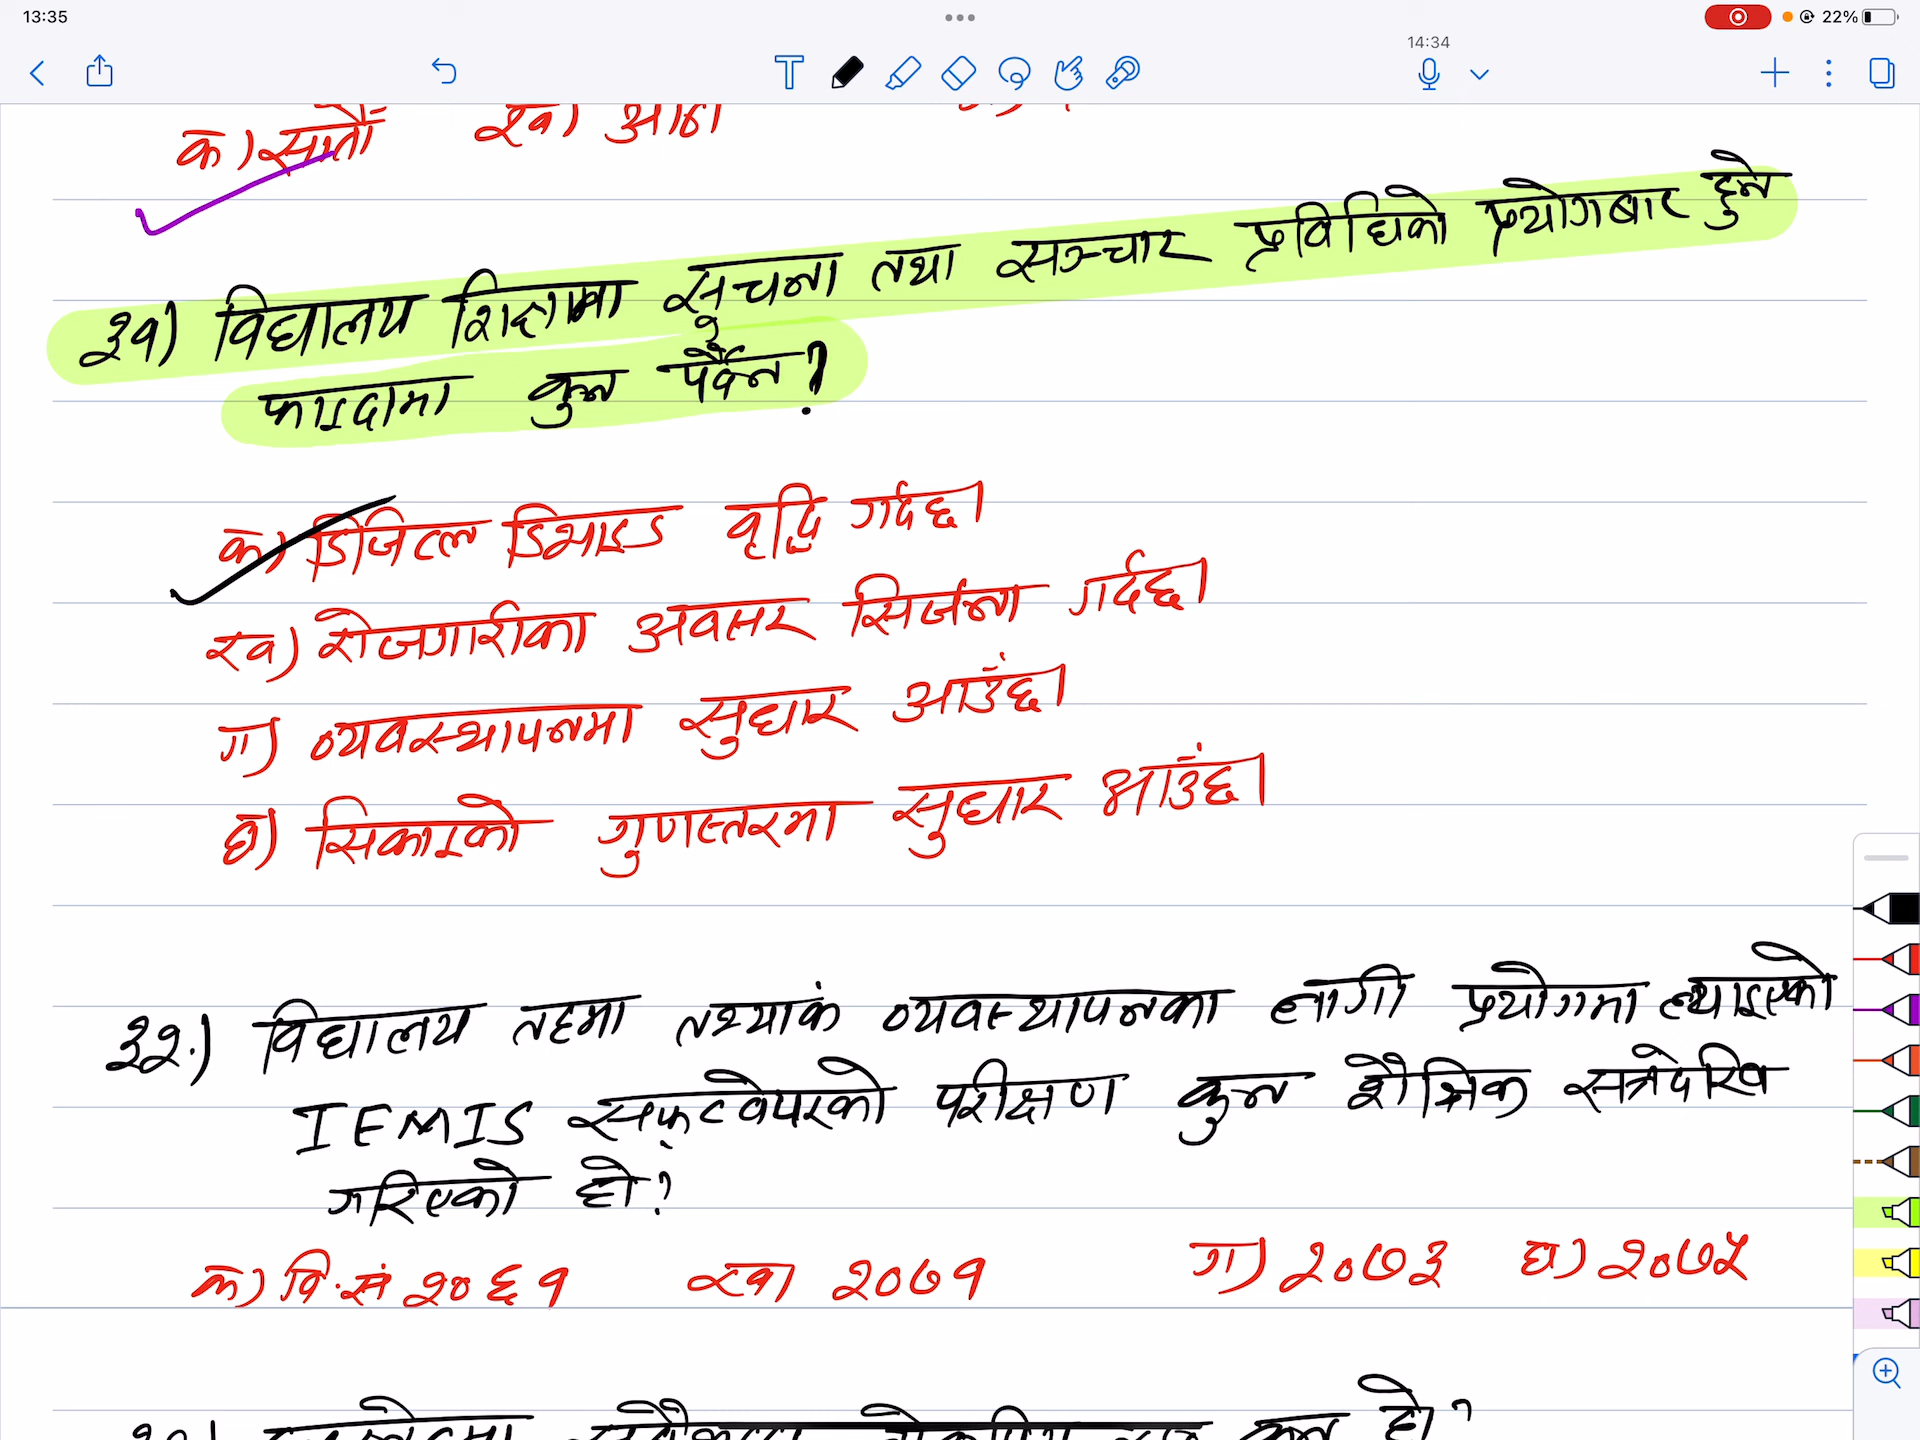 13:35
22%
14:34
क) सातौं ख) आठौं
३१) विद्यालय शिक्षामा सूचना तथा सञ्चार प्रविधिको प्रयोगबाट हुने
फाइदामा कुन पर्दैन?
क) डिजिटल डिभाइड वृद्धि गर्दछ।
ख) रोजगारीका अवसर सिर्जना गर्दछ।
ग) व्यवस्थापनमा सुधार आउँछ।
घ) सिकाइको गुणस्तरमा सुधार आउँछ।
३२.) विद्यालय तहमा तथ्यांक व्यवस्थापनका लागी प्रयोगमा ल्याइएको
IEMIS सफ्टवेयरको परीक्षण कुन शैक्षिक सत्रदेखि
गरिएको हो?
क) वि.सं २०६१ ख) २०७१ ग) २०७३ घ) २०७५
कुन हो?